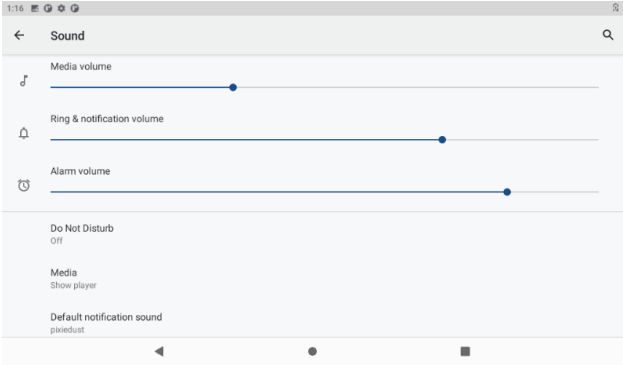 1:16
Sound
Media volume
Ring & notification volume
Alarm volume
Do Not Disturb
Off
Media
Show player
Default notification sound
pixiedust